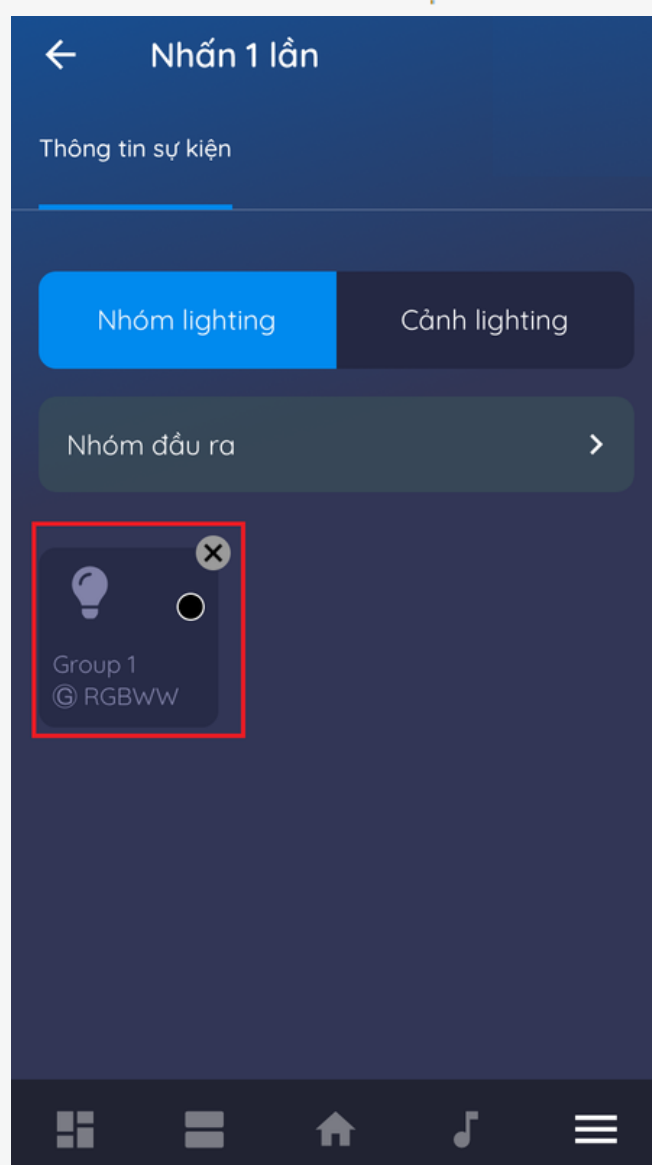 Nhấn 1 lần
Thông tin sự kiện
Nhóm lighting
Cảnh lighting
Nhóm đầu ra
Group 1
Ⓖ RGBWW